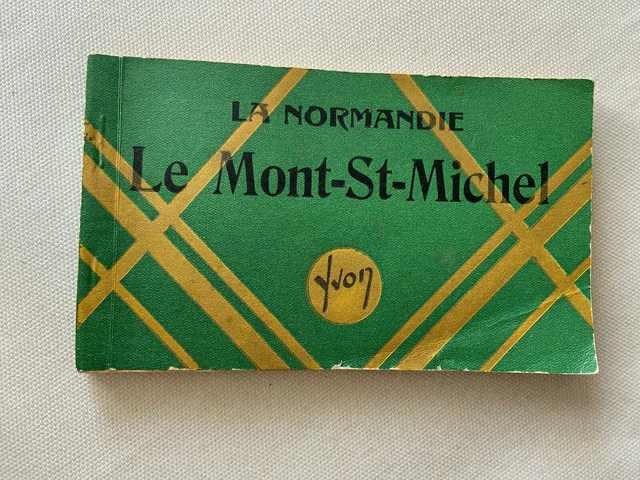 LA NORMANDIE
Le Mont-St-Michel
yvon